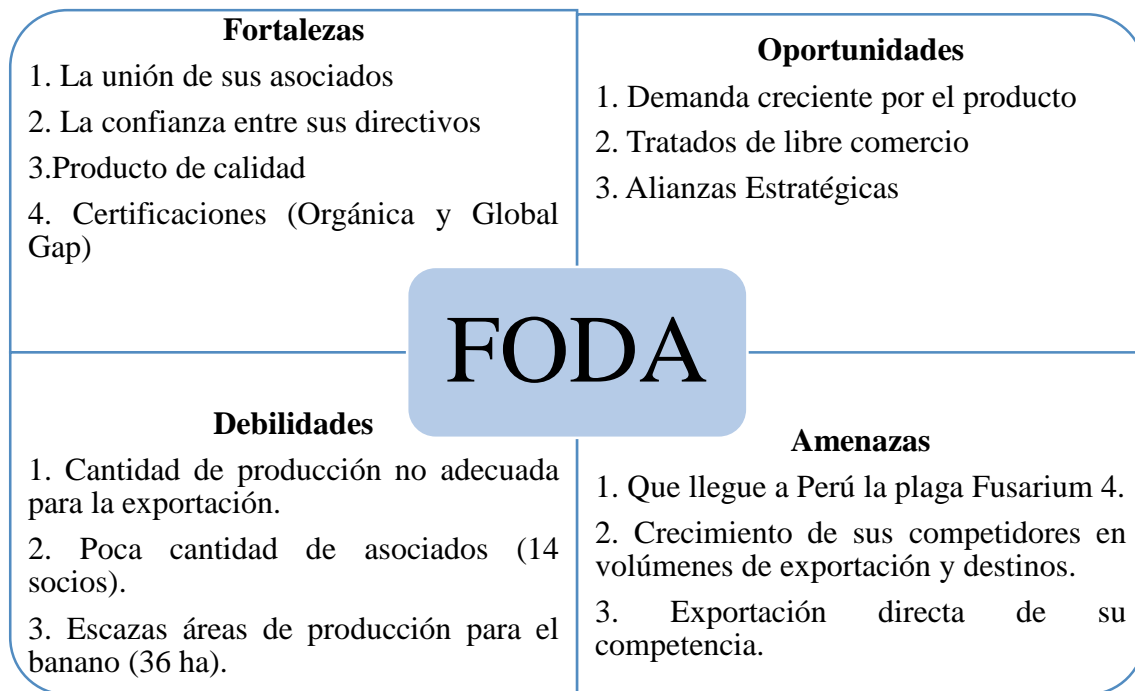 Fortalezas
1. La unión de sus asociados
2. La confianza entre sus directivos
3.Producto de calidad
4. Certificaciones (Orgánica y Global
Gap)
Oportunidades
1. Demanda creciente por el producto
2. Tratados de libre comercio
3. Alianzas Estratégicas
FODA
Debilidades
1. Cantidad de producción no adecuada
para la exportación.
2. Poca cantidad de asociados (14
socios).
3. Escazas áreas de producción para el
banano (36 ha).
Amenazas
1. Que llegue a Perú la plaga Fusarium 4.
2. Crecimiento de sus competidores en
volúmenes de exportación y destinos.
3. Exportación directa de su
competencia.